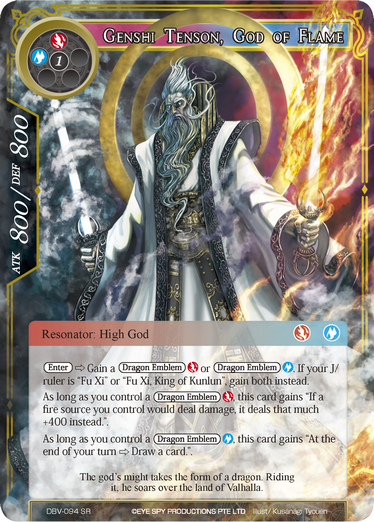 Genshi Tenson, God of Flame
1
ATK 800/DEF 800
Resonator: High God
Enter ⇨ Gain a Dragon Emblem or Dragon Emblem. If your J/
ruler is "Fu Xi" or "Fu Xi, King of Kunlun", gain both instead.
As long as you control a Dragon Emblem, this card gains "If a
fire source you control would deal damage, it deals that much
+400 instead.".
As long as you control a Dragon Emblem, this card gains "At the
end of your turn ⇨ Draw a card.".
The god's might takes the form of a dragon. Riding
it, he soars over the land of Valhalla.
DBV-094 SR
©EYE SPY PRODUCTIONS PTE LTD
Illust/ Kusanagi Tyouen